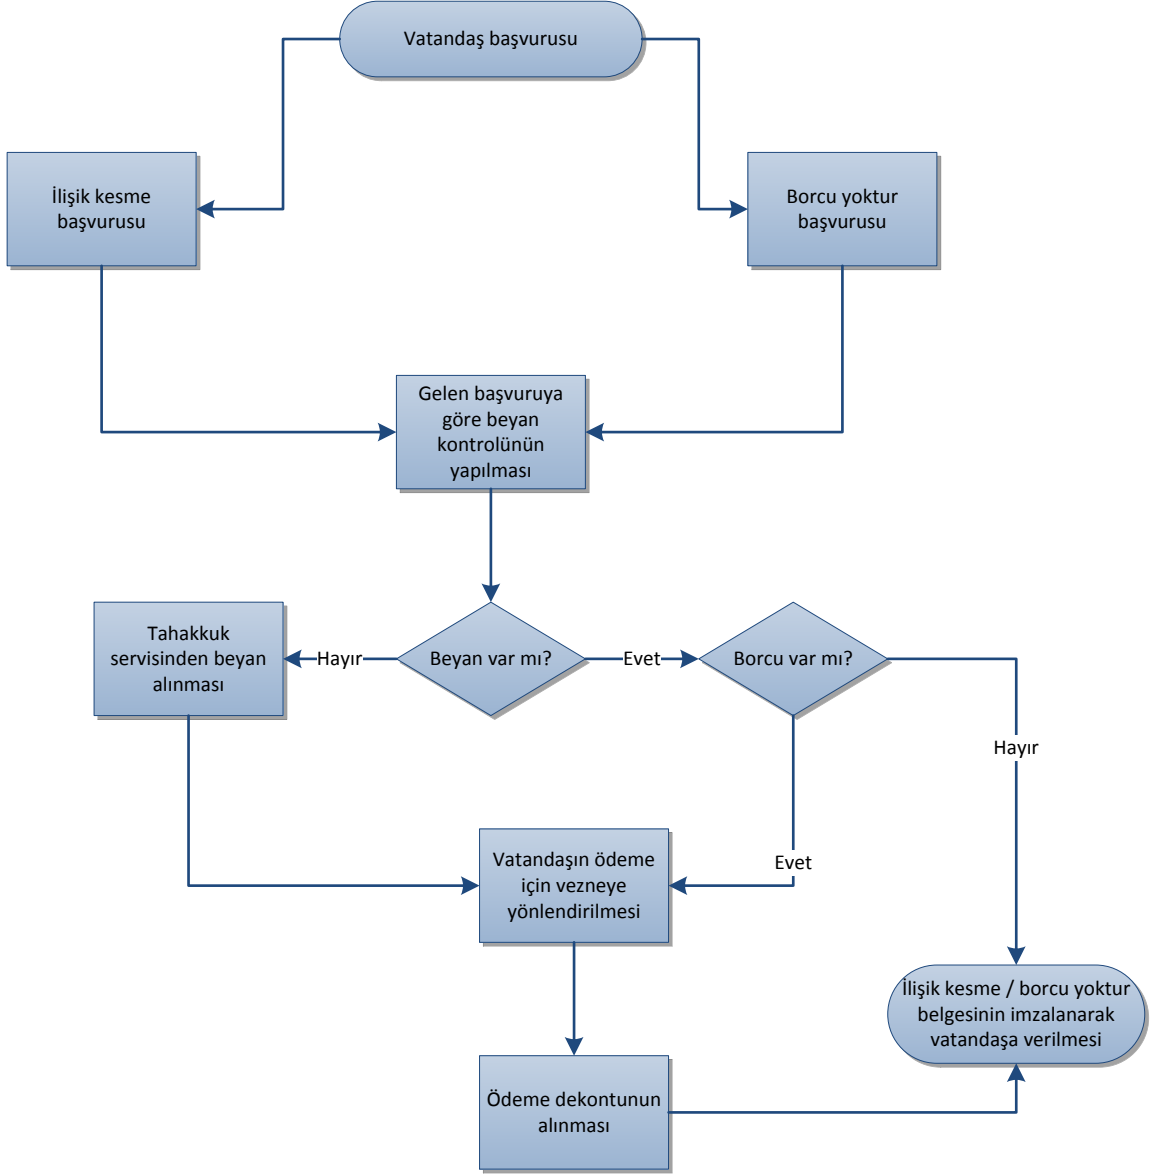 Vatandaş başvurusu
İlişik kesme
başvurusu
Borcu yoktur
başvurusu
Gelen başvuruya
göre beyan
kontrolünün
yapılması
Tahakkuk
servisinden beyan
alınması
Hayır
Beyan var mı?
Evet
Borcu var mı?
Hayır
Evet
Vatandaşın ödeme
için vezneye
yönlendirilmesi
İlişik kesme / borcu yoktur
belgesinin imzalanarak
vatandaşa verilmesi
Ödeme dekontunun
alınması